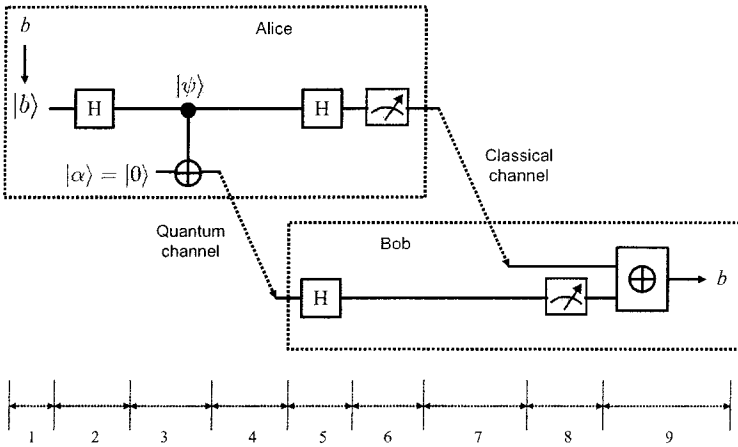 b
Alice
|ψ⟩
|b⟩
H
H
|α⟩ = |0⟩
Classical
channel
Quantum
channel
Bob
b
H
1
2
3
4
5
6
7
8
9